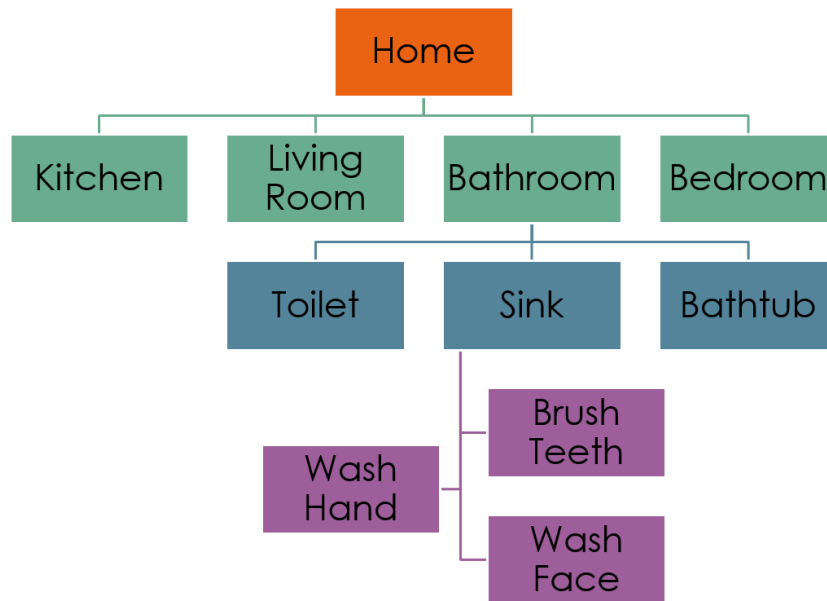 Home
Kitchen
Living
Room
Bathroom
Bedroom
Toilet
Sink
Bathtub
Brush
Teeth
Wash
Hand
Wash
Face